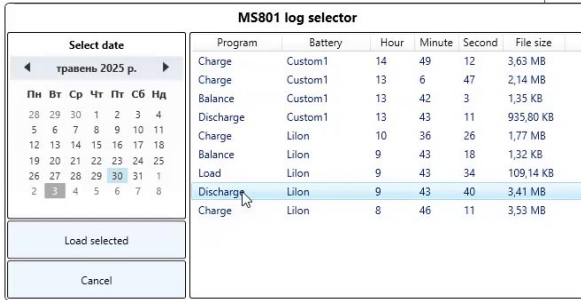 MS801 log selector
Select date
травень 2025 р.
Пн Вт Ср Чт Пт Сб Нд
28 29 30 1 2 3 4
5 6 7 8 9 10 11
12 13 14 15 16 17 18
19 20 21 22 23 24 25
26 27 28 29 30 31 1
2 3 4 5 6 7 8
Load selected
Cancel
Program Battery Hour Minute Second File size
Charge Custom1 14 49 12 3,63 MB
Charge Custom1 13 6 47 2,14 MB
Balance Custom1 13 42 3 1,35 KB
Discharge Custom1 13 43 11 935,80 KB
Charge LiIon 10 36 26 1,77 MB
Balance LiIon 9 43 18 1,32 KB
Load LiIon 9 43 34 109,14 KB
Discharge LiIon 9 43 40 3,41 MB
Charge LiIon 8 46 11 3,53 MB